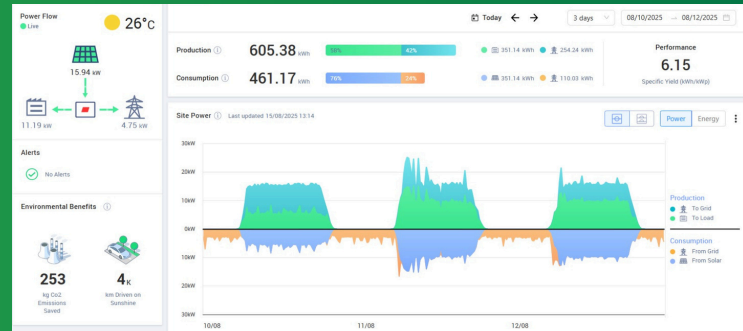 Power Flow
Live
26°C
15.94 kW
11.19 kW
4.75 kW
Alerts
No Alerts
Environmental Benefits
253
kg Co2
Emissions
Saved
4K
km Driven on
Sunshine
Today
3 days
08/10/2025 → 08/12/2025
Production
605.38 kWh
58%
42%
351.14 kWh
254.24 kWh
Consumption
461.17 kWh
76%
24%
351.14 kWh
110.03 kWh
Performance
6.15
Specific Yield (kWh/kWp)
Site Power
Last updated 15/08/2025 13:14
Power
Energy
30kW
20kW
10kW
0kW
10kW
20kW
30kW
10/08
11/08
12/08
Production
To Grid
To Load
Consumption
From Grid
From Solar